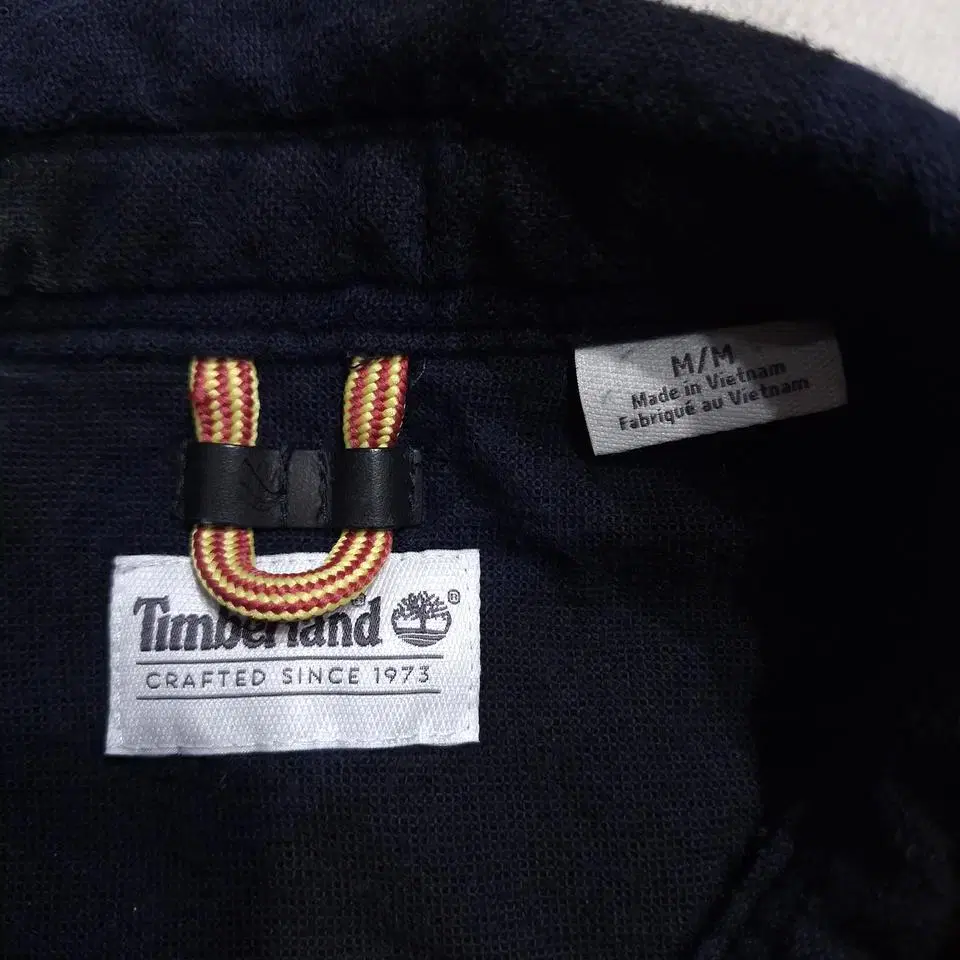 M/M
Made in Vietnam
Fabriqué au Vietnam
Timberland ®
CRAFTED SINCE 1973